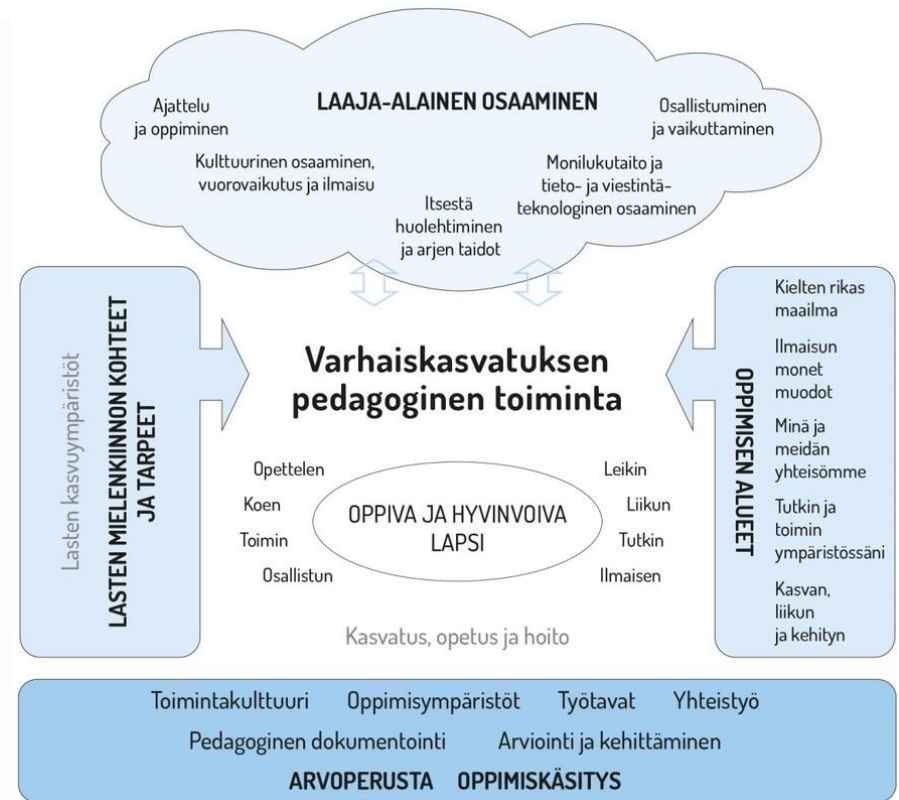 LAAJA-ALAINEN OSAAMINEN
Ajattelu
ja oppiminen
Osallistuminen
ja vaikuttaminen
Kulttuurinen osaaminen,
vuorovaikutus ja ilmaisu
Monilukutaito ja
tieto- ja viestintä-
teknologinen osaaminen
Itsestä
huolehtiminen
ja arjen taidot
Lasten kasvuympäristöt
LASTEN MIELENKIINNON KOHTEET
JA TARPEET
Varhaiskasvatuksen
pedagoginen toiminta
Opettelen
Koen
Toimin
Osallistun
OPPIVA JA HYVINVOIVA
LAPSI
Leikin
Liikun
Tutkin
Ilmaisen
Kasvatus, opetus ja hoito
OPPIMISEN ALUEET
Kielten rikas
maailma
Ilmaisun
monet
muodot
Minä ja
meidän
yhteisömme
Tutkin ja
toimin
ympäristössäni
Kasvan,
liikun
ja kehityn
Toimintakulttuuri Oppimisympäristöt Työtavat Yhteistyö
Pedagoginen dokumentointi Arviointi ja kehittäminen
ARVOPERUSTA OPPIMISKÄSITYS